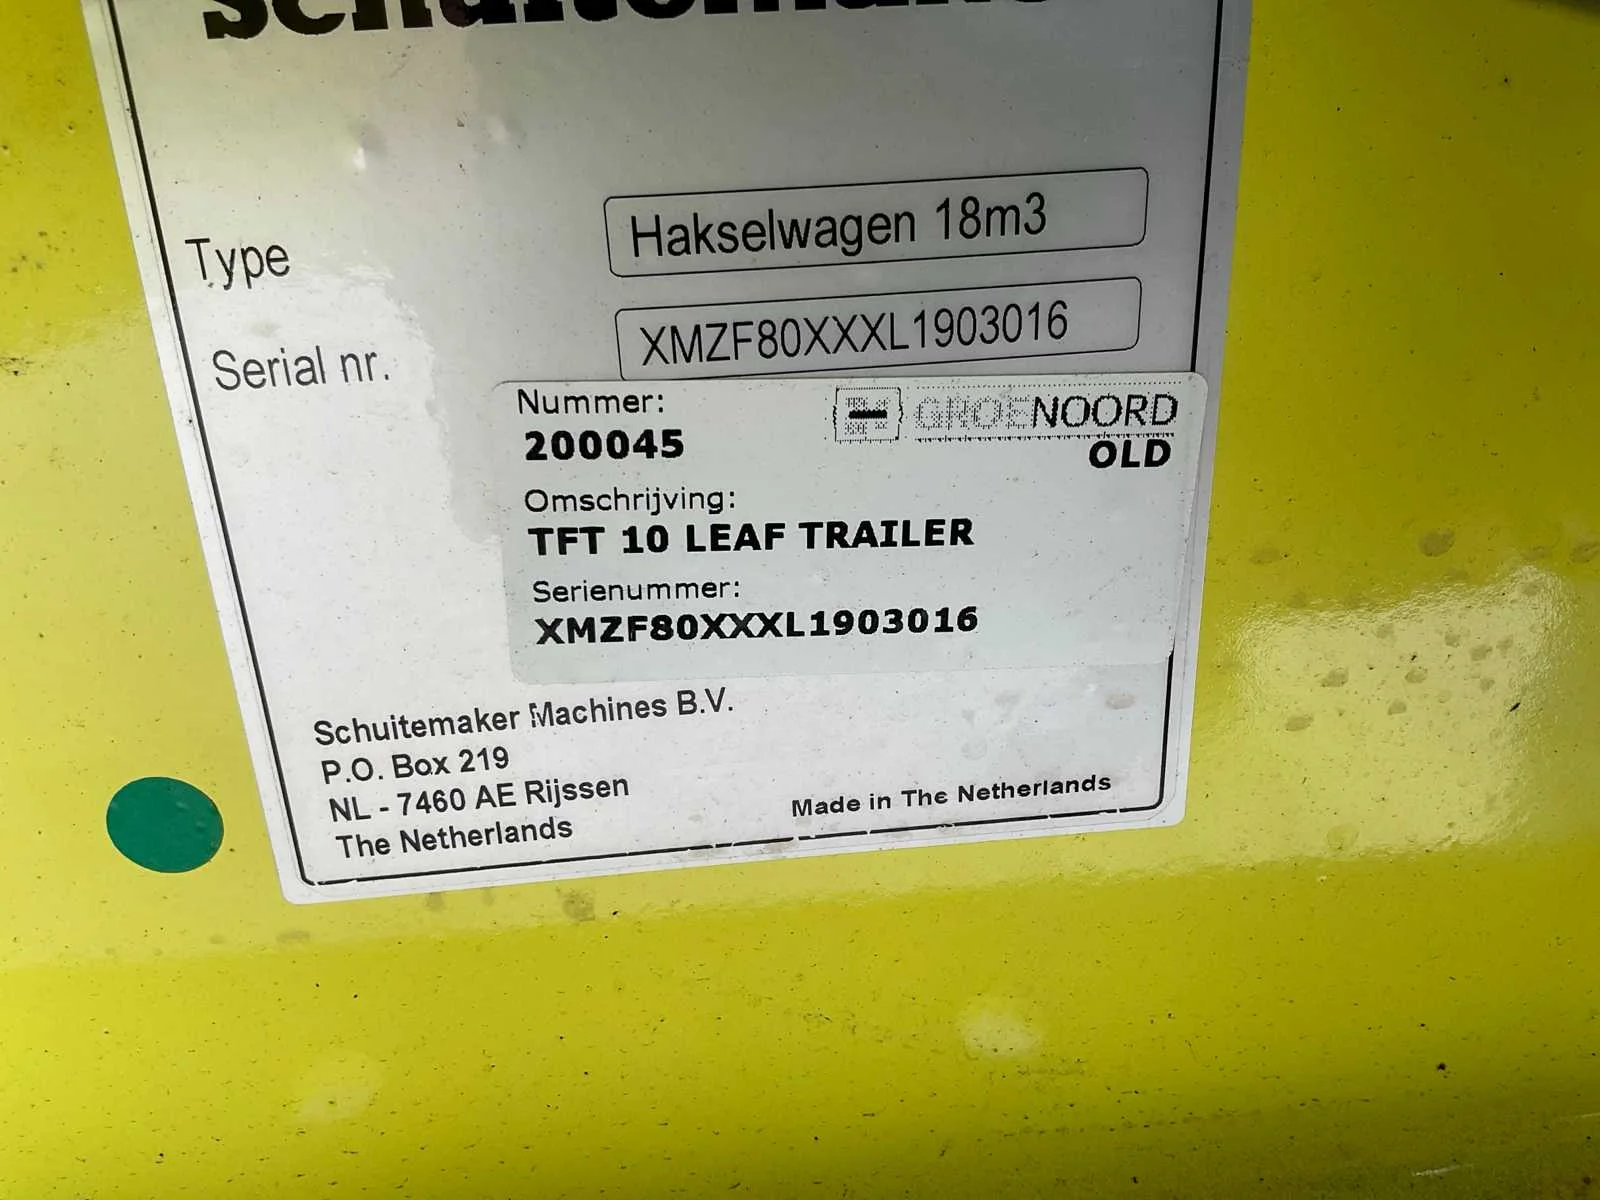 Schuitemaker
Type
Hakselwagen 18m3
Serial nr.
XMZF80XXXL1903016
Nummer:
GROENOORD
200045
OLD
Omschrijving:
TFT 10 LEAF TRAILER
Serienummer:
XMZF80XXXL1903016
Schuitemaker Machines B.V.
P.O. Box 219
NL - 7460 AE Rijssen
The Netherlands
Made in The Netherlands